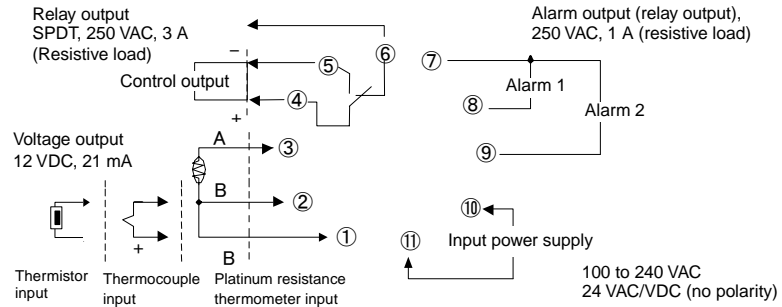 Relay output
SPDT, 250 VAC, 3 A
(Resistive load)
Alarm output (relay output),
250 VAC, 1 A (resistive load)
−
⑤
⑥
⑦
Control output
Alarm 1
④
⑧
Alarm 2
+
Voltage output
12 VDC, 21 mA
A
③
⑨
B
②
−
⑩
①
⑪
Input power supply
+
B
Thermistor
input
Thermocouple
input
Platinum resistance
thermometer input
100 to 240 VAC
24 VAC/VDC (no polarity)